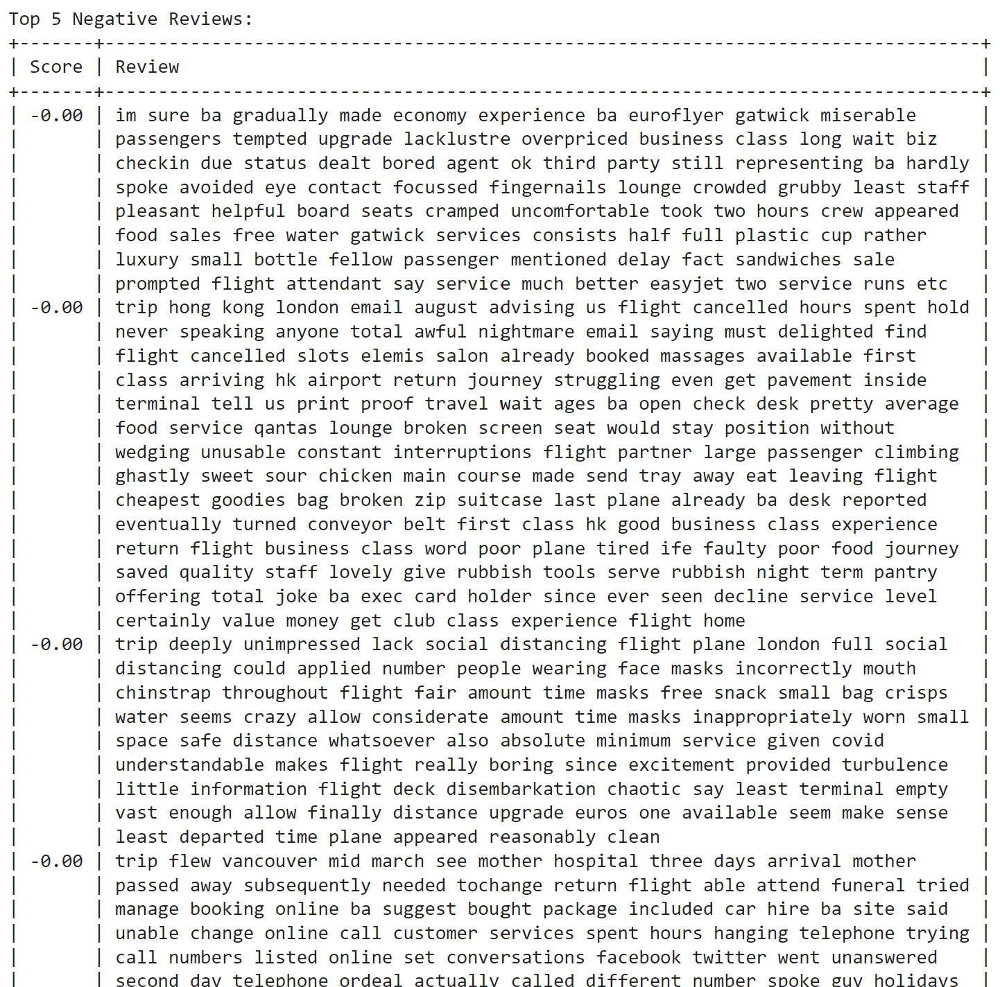 Top 5 Negative Reviews:
+-------+----------------------------------------------------------------------------------+
| Score | Review                                                                           |
+-------+----------------------------------------------------------------------------------+
| -0.00 | im sure ba gradually made economy experience ba euroflyer gatwick miserable      |
|       | passengers tempted upgrade lacklustre overpriced business class long wait biz    |
|       | checkin due status dealt bored agent ok third party still representing ba hardly |
|       | spoke avoided eye contact focussed fingernails lounge crowded grubby least staff |
|       | pleasant helpful board seats cramped uncomfortable took two hours crew appeared  |
|       | food sales free water gatwick services consists half full plastic cup rather     |
|       | luxury small bottle fellow passenger mentioned delay fact sandwiches sale        |
|       | prompted flight attendant say service much better easyjet two service runs etc   |
| -0.00 | trip hong kong london email august advising us flight cancelled hours spent hold |
|       | never speaking anyone total awful nightmare email saying must delighted find     |
|       | flight cancelled slots elemis salon already booked massages available first      |
|       | class arriving hk airport return journey struggling even get pavement inside     |
|       | terminal tell us print proof travel wait ages ba open check desk pretty average  |
|       | food service qantas lounge broken screen seat would stay position without        |
|       | wedging unusable constant interruptions flight partner large passenger climbing  |
|       | ghastly sweet sour chicken main course made send tray away eat leaving flight    |
|       | cheapest goodies bag broken zip suitcase last plane already ba desk reported     |
|       | eventually turned conveyor belt first class hk good business class experience    |
|       | return flight business class word poor plane tired ife faulty poor food journey  |
|       | saved quality staff lovely give rubbish tools serve rubbish night term pantry    |
|       | offering total joke ba exec card holder since ever seen decline service level    |
|       | certainly value money get club class experience flight home                      |
| -0.00 | trip deeply unimpressed lack social distancing flight plane london full social   |
|       | distancing could applied number people wearing face masks incorrectly mouth      |
|       | chinstrap throughout flight fair amount time masks free snack small bag crisps   |
|       | water seems crazy allow considerate amount time masks inappropriately worn small |
|       | space safe distance whatsoever also absolute minimum service given covid         |
|       | understandable makes flight really boring since excitement provided turbulence   |
|       | little information flight deck disembarkation chaotic say least terminal empty   |
|       | vast enough allow finally distance upgrade euros one available seem make sense   |
|       | least departed time plane appeared reasonably clean                              |
| -0.00 | trip flew vancouver mid march see mother hospital three days arrival mother      |
|       | passed away subsequently needed tochange return flight able attend funeral tried |
|       | manage booking online ba suggest bought package included car hire ba site said   |
|       | unable change online call customer services spent hours hanging telephone trying |
|       | call numbers listed online set conversations facebook twitter went unanswered    |
|       | second day telephone ordeal actually called different number spoke guy holidays  |